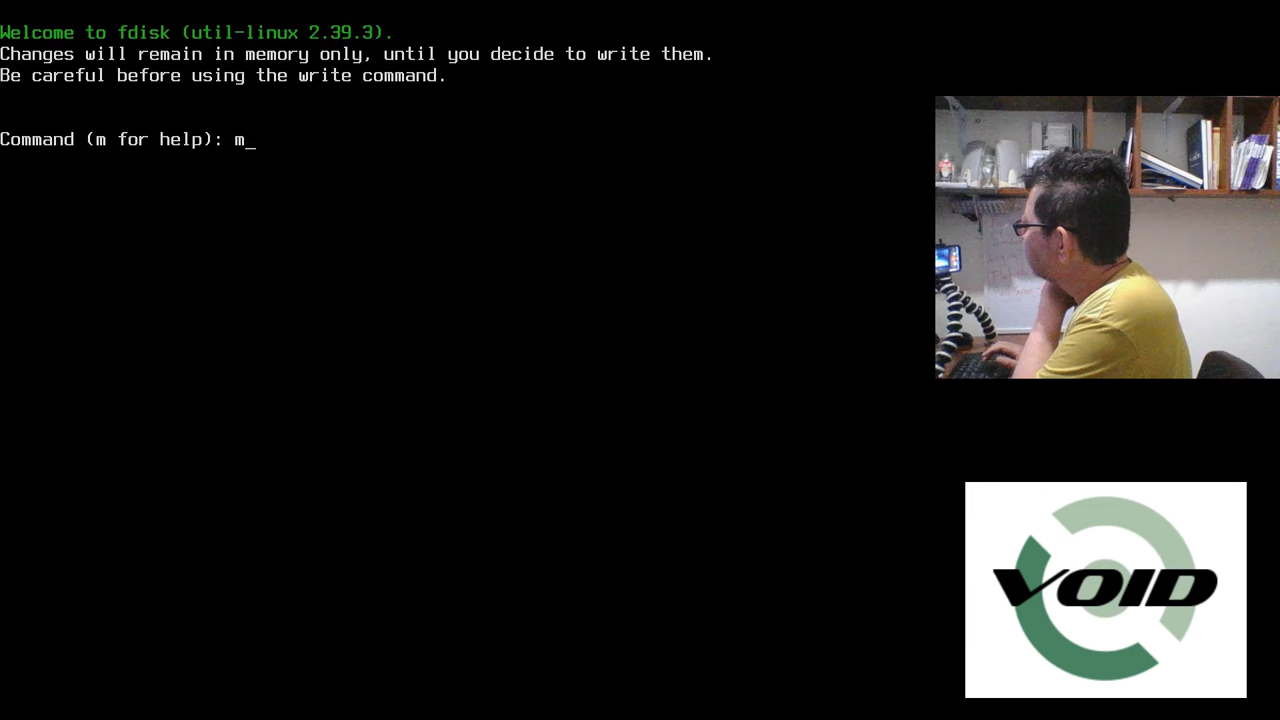 Welcome to fdisk (util-linux 2.39.3).
Changes will remain in memory only, until you decide to write them.
Be careful before using the write command.
Command (m for help): m_
VOID